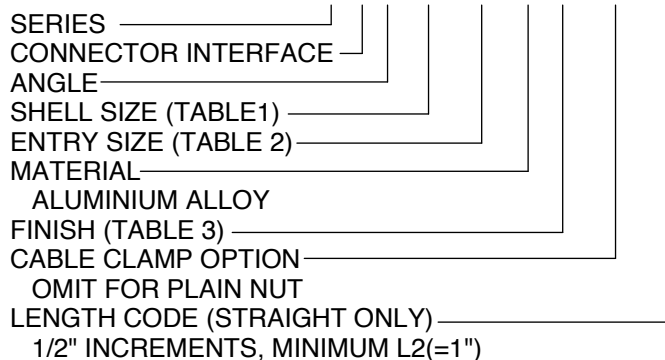 SERIES
CONNECTOR INTERFACE
ANGLE
SHELL SIZE (TABLE1)
ENTRY SIZE (TABLE 2)
MATERIAL
ALUMINIUM ALLOY
FINISH (TABLE 3)
CABLE CLAMP OPTION
OMIT FOR PLAIN NUT
LENGTH CODE (STRAIGHT ONLY)
1/2" INCREMENTS, MINIMUM L2(=1")